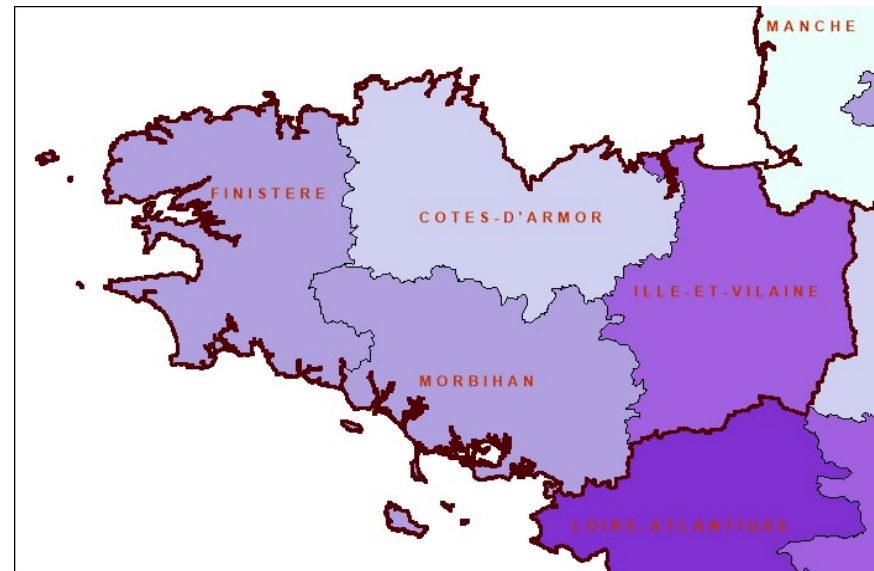 MANCHE
FINISTERE
COTES-D'ARMOR
ILLE-ET-VILAINE
MORBIHAN
LOIRE-ATLANTIQUE